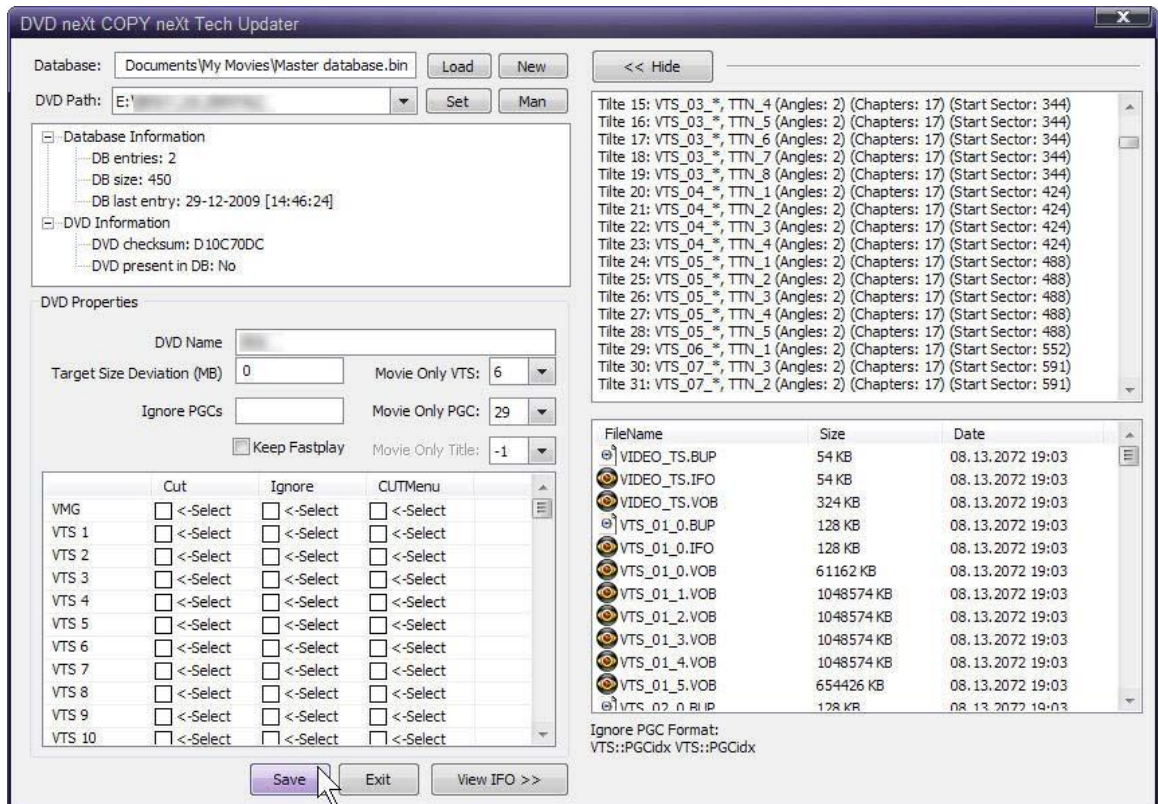 DVD neXt COPY neXt Tech Updater
X
Database: Documents\My Movies\Master database.bin Load New
DVD Path: E:\ Set Man
Database Information
DB entries: 2
DB size: 450
DB last entry: 29-12-2009 [14:46:24]
DVD Information
DVD checksum: D10C70DC
DVD present in DB: No
DVD Properties
DVD Name
Target Size Deviation (MB) 0 Movie Only VTS: 6
Ignore PGCs Movie Only PGC: 29
Keep Fastplay Movie Only Title: -1
Cut Ignore CUTMenu
VMG <-Select <-Select <-Select
VTS 1 <-Select <-Select <-Select
VTS 2 <-Select <-Select <-Select
VTS 3 <-Select <-Select <-Select
VTS 4 <-Select <-Select <-Select
VTS 5 <-Select <-Select <-Select
VTS 6 <-Select <-Select <-Select
VTS 7 <-Select <-Select <-Select
VTS 8 <-Select <-Select <-Select
VTS 9 <-Select <-Select <-Select
VTS 10 <-Select <-Select <-Select
Save Exit View IFO >>
<< Hide
Tilte 15: VTS_03_*, TTN_4 (Angles: 2) (Chapters: 17) (Start Sector: 344)
Tilte 16: VTS_03_*, TTN_5 (Angles: 2) (Chapters: 17) (Start Sector: 344)
Tilte 17: VTS_03_*, TTN_6 (Angles: 2) (Chapters: 17) (Start Sector: 344)
Tilte 18: VTS_03_*, TTN_7 (Angles: 2) (Chapters: 17) (Start Sector: 344)
Tilte 19: VTS_03_*, TTN_8 (Angles: 2) (Chapters: 17) (Start Sector: 344)
Tilte 20: VTS_04_*, TTN_1 (Angles: 2) (Chapters: 17) (Start Sector: 424)
Tilte 21: VTS_04_*, TTN_2 (Angles: 2) (Chapters: 17) (Start Sector: 424)
Tilte 22: VTS_04_*, TTN_3 (Angles: 2) (Chapters: 17) (Start Sector: 424)
Tilte 23: VTS_04_*, TTN_4 (Angles: 2) (Chapters: 17) (Start Sector: 424)
Tilte 24: VTS_05_*, TTN_1 (Angles: 2) (Chapters: 17) (Start Sector: 488)
Tilte 25: VTS_05_*, TTN_2 (Angles: 2) (Chapters: 17) (Start Sector: 488)
Tilte 26: VTS_05_*, TTN_3 (Angles: 2) (Chapters: 17) (Start Sector: 488)
Tilte 27: VTS_05_*, TTN_4 (Angles: 2) (Chapters: 17) (Start Sector: 488)
Tilte 28: VTS_05_*, TTN_5 (Angles: 2) (Chapters: 17) (Start Sector: 488)
Tilte 29: VTS_06_*, TTN_1 (Angles: 2) (Chapters: 17) (Start Sector: 552)
Tilte 30: VTS_07_*, TTN_1 (Angles: 2) (Chapters: 17) (Start Sector: 591)
Tilte 31: VTS_07_*, TTN_2 (Angles: 2) (Chapters: 17) (Start Sector: 591)
FileName Size Date
VIDEO_TS.BUP 54 KB 08.13.2072 19:03
VIDEO_TS.IFO 54 KB 08.13.2072 19:03
VIDEO_TS.VOB 324 KB 08.13.2072 19:03
VTS_01_0.BUP 128 KB 08.13.2072 19:03
VTS_01_0.IFO 128 KB 08.13.2072 19:03
VTS_01_0.VOB 61162 KB 08.13.2072 19:03
VTS_01_1.VOB 1048574 KB 08.13.2072 19:03
VTS_01_2.VOB 1048574 KB 08.13.2072 19:03
VTS_01_3.VOB 1048574 KB 08.13.2072 19:03
VTS_01_4.VOB 1048574 KB 08.13.2072 19:03
VTS_01_5.VOB 654426 KB 08.13.2072 19:03
VTS_02_0.BUP 128 KB 08.13.2072 19:03
Ignore PGC Format:
VTS::PGCidx VTS::PGCidx